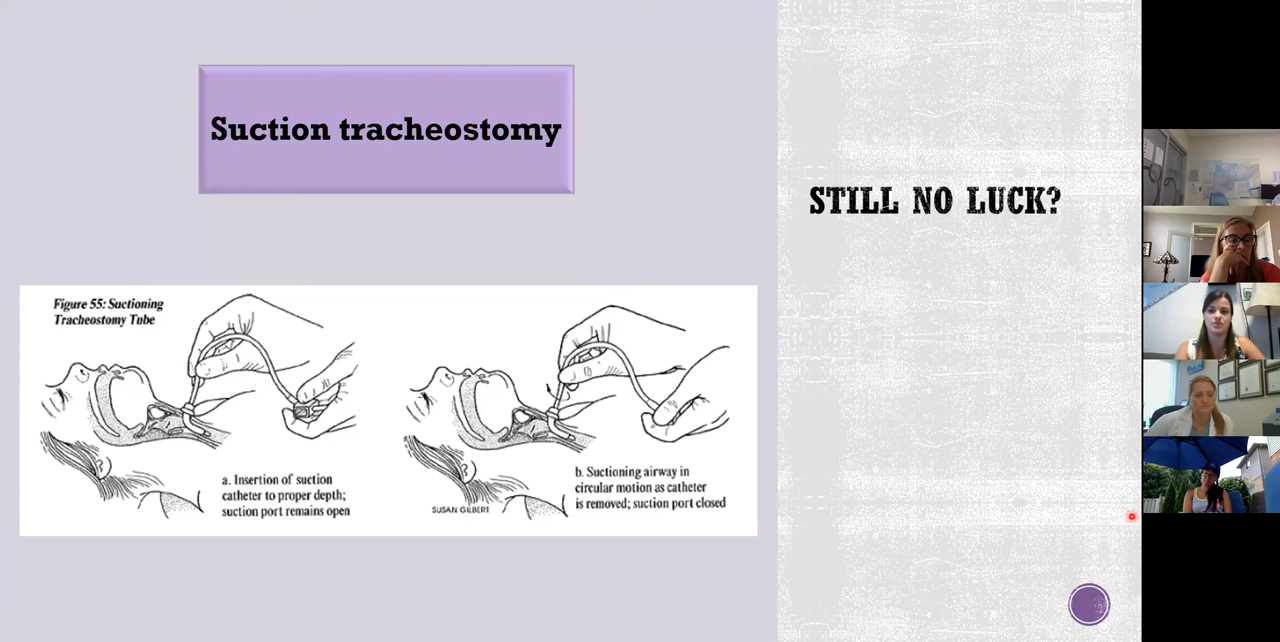 Suction tracheostomy
Figure 55: Suctioning
Tracheostomy Tube
a. Insertion of suction
catheter to proper depth;
suction port remains open
b. Suctioning airway in
circular motion as catheter
is removed; suction port closed
SUSAN GILBERT
STILL NO LUCK?